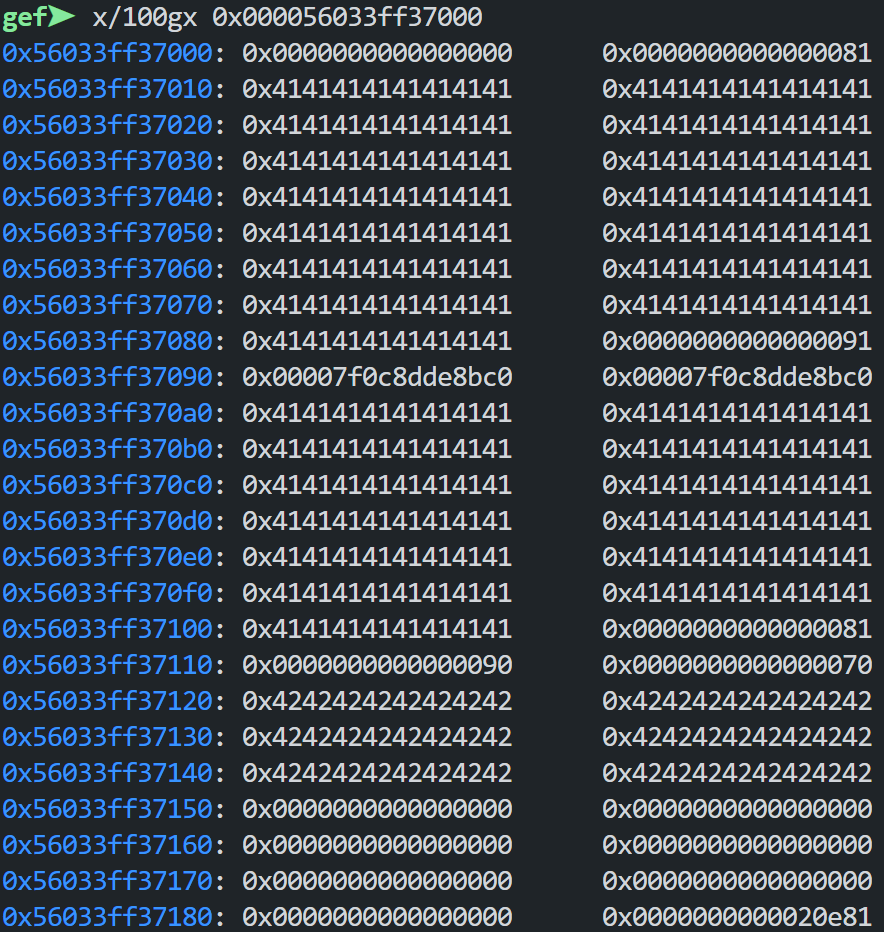 gef➤ x/100gx 0x000056033ff37000
0x56033ff37000: 0x0000000000000000 0x0000000000000081
0x56033ff37010: 0x4141414141414141 0x4141414141414141
0x56033ff37020: 0x4141414141414141 0x4141414141414141
0x56033ff37030: 0x4141414141414141 0x4141414141414141
0x56033ff37040: 0x4141414141414141 0x4141414141414141
0x56033ff37050: 0x4141414141414141 0x4141414141414141
0x56033ff37060: 0x4141414141414141 0x4141414141414141
0x56033ff37070: 0x4141414141414141 0x4141414141414141
0x56033ff37080: 0x4141414141414141 0x0000000000000091
0x56033ff37090: 0x00007f0c8dde8bc0 0x00007f0c8dde8bc0
0x56033ff370a0: 0x4141414141414141 0x4141414141414141
0x56033ff370b0: 0x4141414141414141 0x4141414141414141
0x56033ff370c0: 0x4141414141414141 0x4141414141414141
0x56033ff370d0: 0x4141414141414141 0x4141414141414141
0x56033ff370e0: 0x4141414141414141 0x4141414141414141
0x56033ff370f0: 0x4141414141414141 0x4141414141414141
0x56033ff37100: 0x4141414141414141 0x0000000000000081
0x56033ff37110: 0x0000000000000090 0x0000000000000070
0x56033ff37120: 0x4242424242424242 0x4242424242424242
0x56033ff37130: 0x4242424242424242 0x4242424242424242
0x56033ff37140: 0x4242424242424242 0x4242424242424242
0x56033ff37150: 0x0000000000000000 0x0000000000000000
0x56033ff37160: 0x0000000000000000 0x0000000000000000
0x56033ff37170: 0x0000000000000000 0x0000000000000000
0x56033ff37180: 0x0000000000000000 0x0000000000020e81